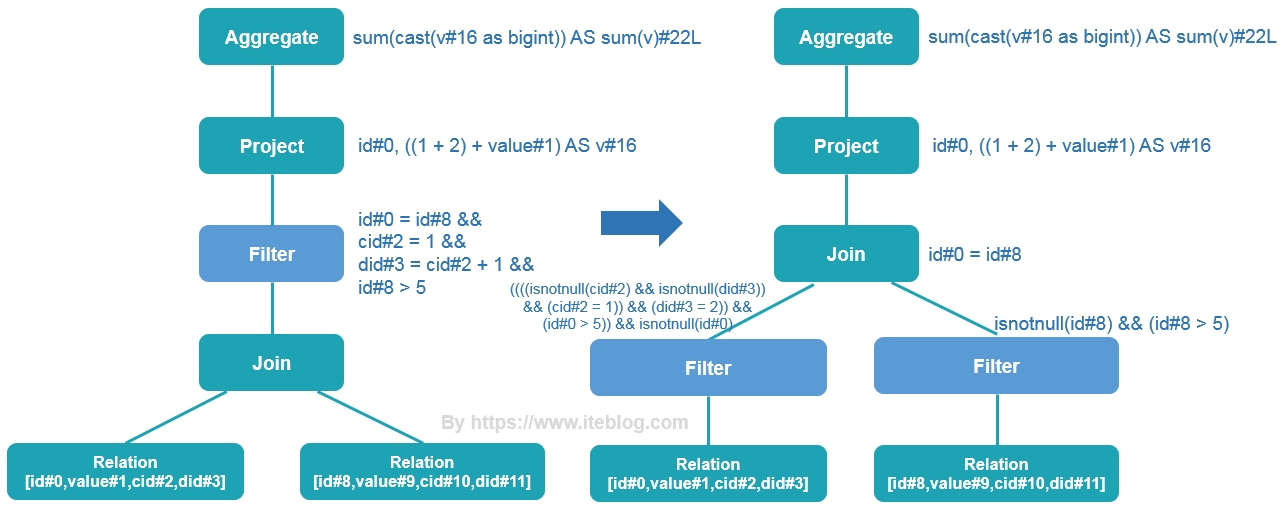 Aggregate
sum(cast(v#16 as bigint)) AS sum(v)#22L
Project
id#0, ((1 + 2) + value#1) AS v#16
Filter
id#0 = id#8 &&
cid#2 = 1 &&
did#3 = cid#2 + 1 &&
id#8 > 5
Join
Relation
[id#0,value#1,cid#2,did#3]
Relation
[id#8,value#9,cid#10,did#11]
Aggregate
sum(cast(v#16 as bigint)) AS sum(v)#22L
Project
id#0, ((1 + 2) + value#1) AS v#16
Join
id#0 = id#8
((((isnotnull(cid#2) && isnotnull(did#3))
&& (cid#2 = 1)) && (did#3 = 2)) &&
(id#0 > 5)) && isnotnull(id#0)
isnotnull(id#8) && (id#8 > 5)
Filter
Filter
Relation
[id#0,value#1,cid#2,did#3]
Relation
[id#8,value#9,cid#10,did#11]
By https://www.iteblog.com